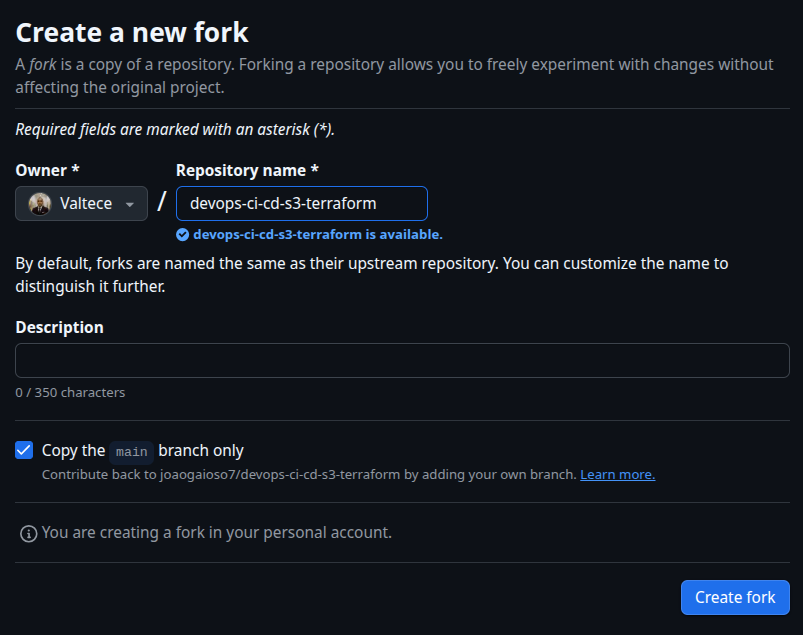 Create a new fork
A fork is a copy of a repository. Forking a repository allows you to freely experiment with changes without
affecting the original project.
Required fields are marked with an asterisk (*).
Owner *
Repository name *
Valtece
/
devops-ci-cd-s3-terraform
devops-ci-cd-s3-terraform is available.
By default, forks are named the same as their upstream repository. You can customize the name to
distinguish it further.
Description
0 / 350 characters
Copy the main branch only
Contribute back to joaogaioso7/devops-ci-cd-s3-terraform by adding your own branch. Learn more.
You are creating a fork in your personal account.
Create fork